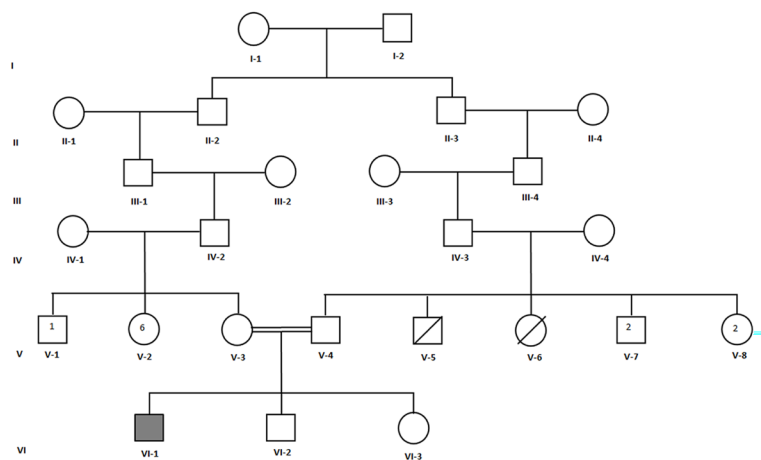 I-1 I-2
I
II-1 II-2 II-3 II-4
II
III-1 III-2 III-3 III-4
III
IV-1 IV-2 IV-3 IV-4
IV
1 6 2 2
V-1 V-2 V-3 V-4 V-5 V-6 V-7 V-8
V
VI-1 VI-2 VI-3
VI